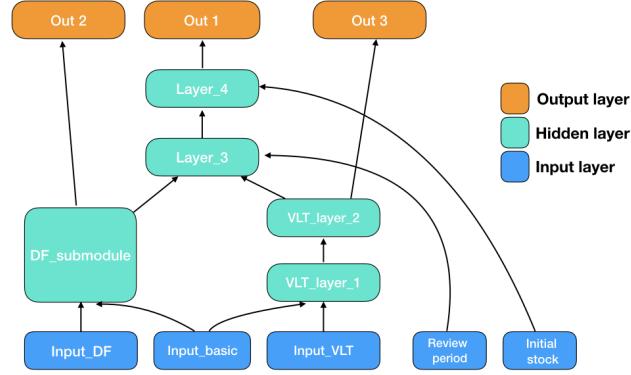 Out 2
Out 1
Out 3
Layer_4
Output layer
Hidden layer
Layer_3
Input layer
VLT_layer_2
DF_submodule
VLT_layer_1
Input_DF
Input_basic
Input_VLT
Review
period
Initial
stock